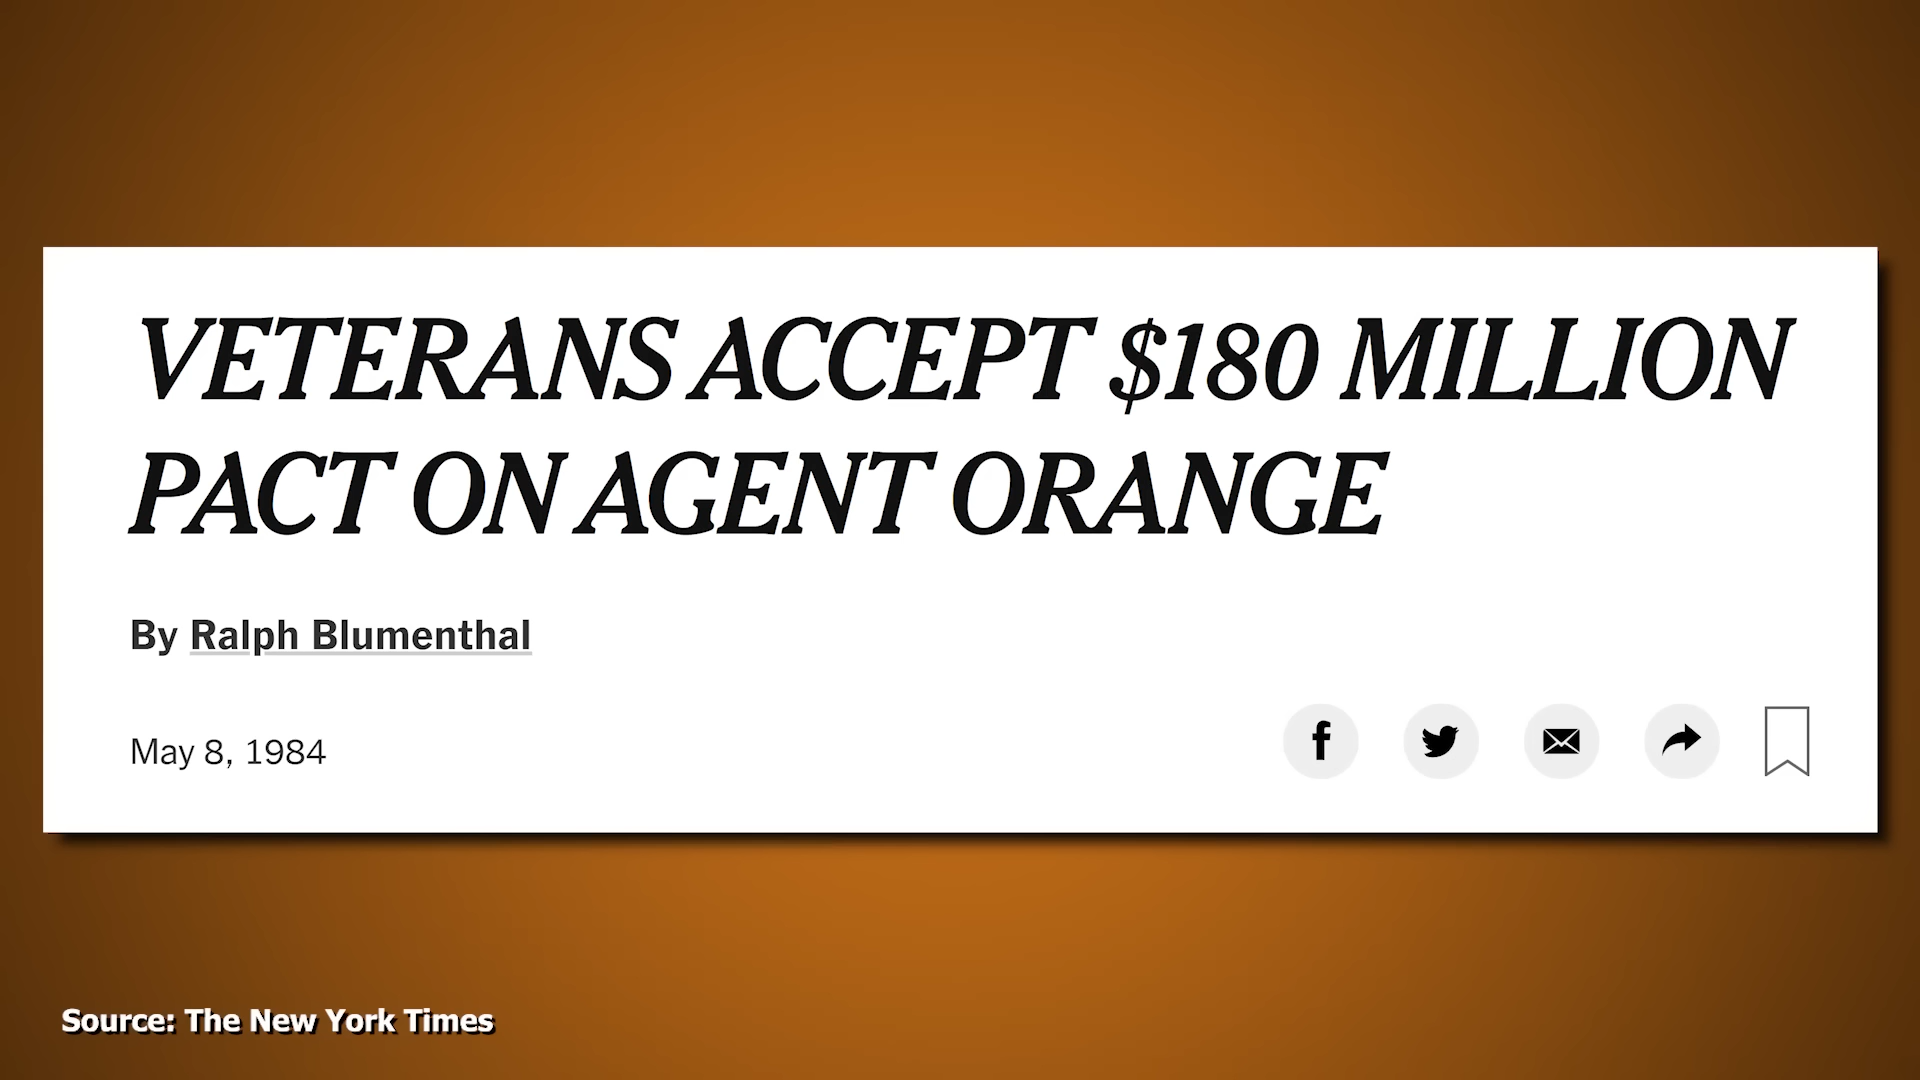 VETERANS ACCEPT $180 MILLION
PACT ON AGENT ORANGE
By Ralph Blumenthal
May 8, 1984
Source: The New York Times